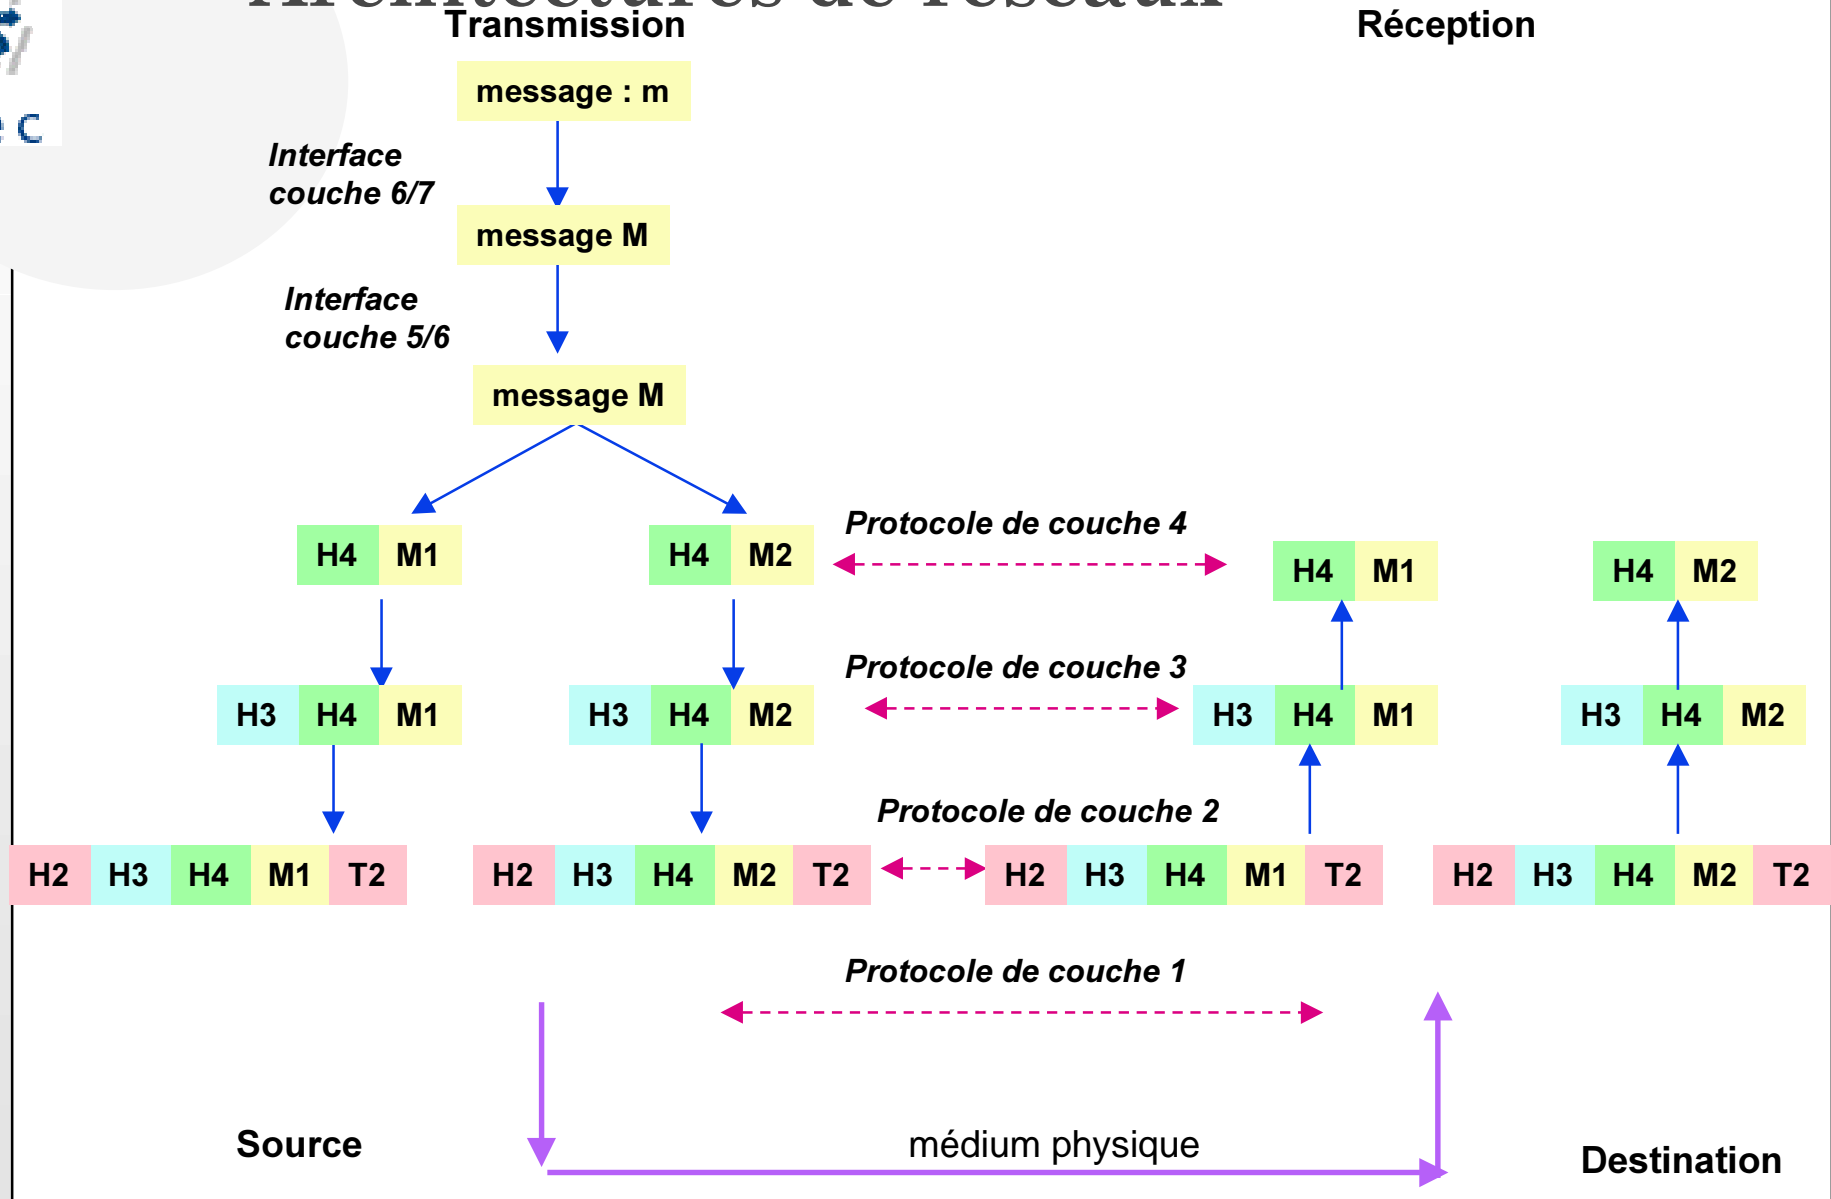 Architectures de réseaux
Transmission
Réception
message : m
Interface
couche 6/7
message M
Interface
couche 5/6
message M
Protocole de couche 4
H4 M1
H4 M2
H4 M1
H4 M2
Protocole de couche 3
H3 H4 M1
H3 H4 M2
H3 H4 M1
H3 H4 M2
Protocole de couche 2
H2 H3 H4 M1 T2
H2 H3 H4 M2 T2
H2 H3 H4 M1 T2
H2 H3 H4 M2 T2
Protocole de couche 1
Source
médium physique
Destination